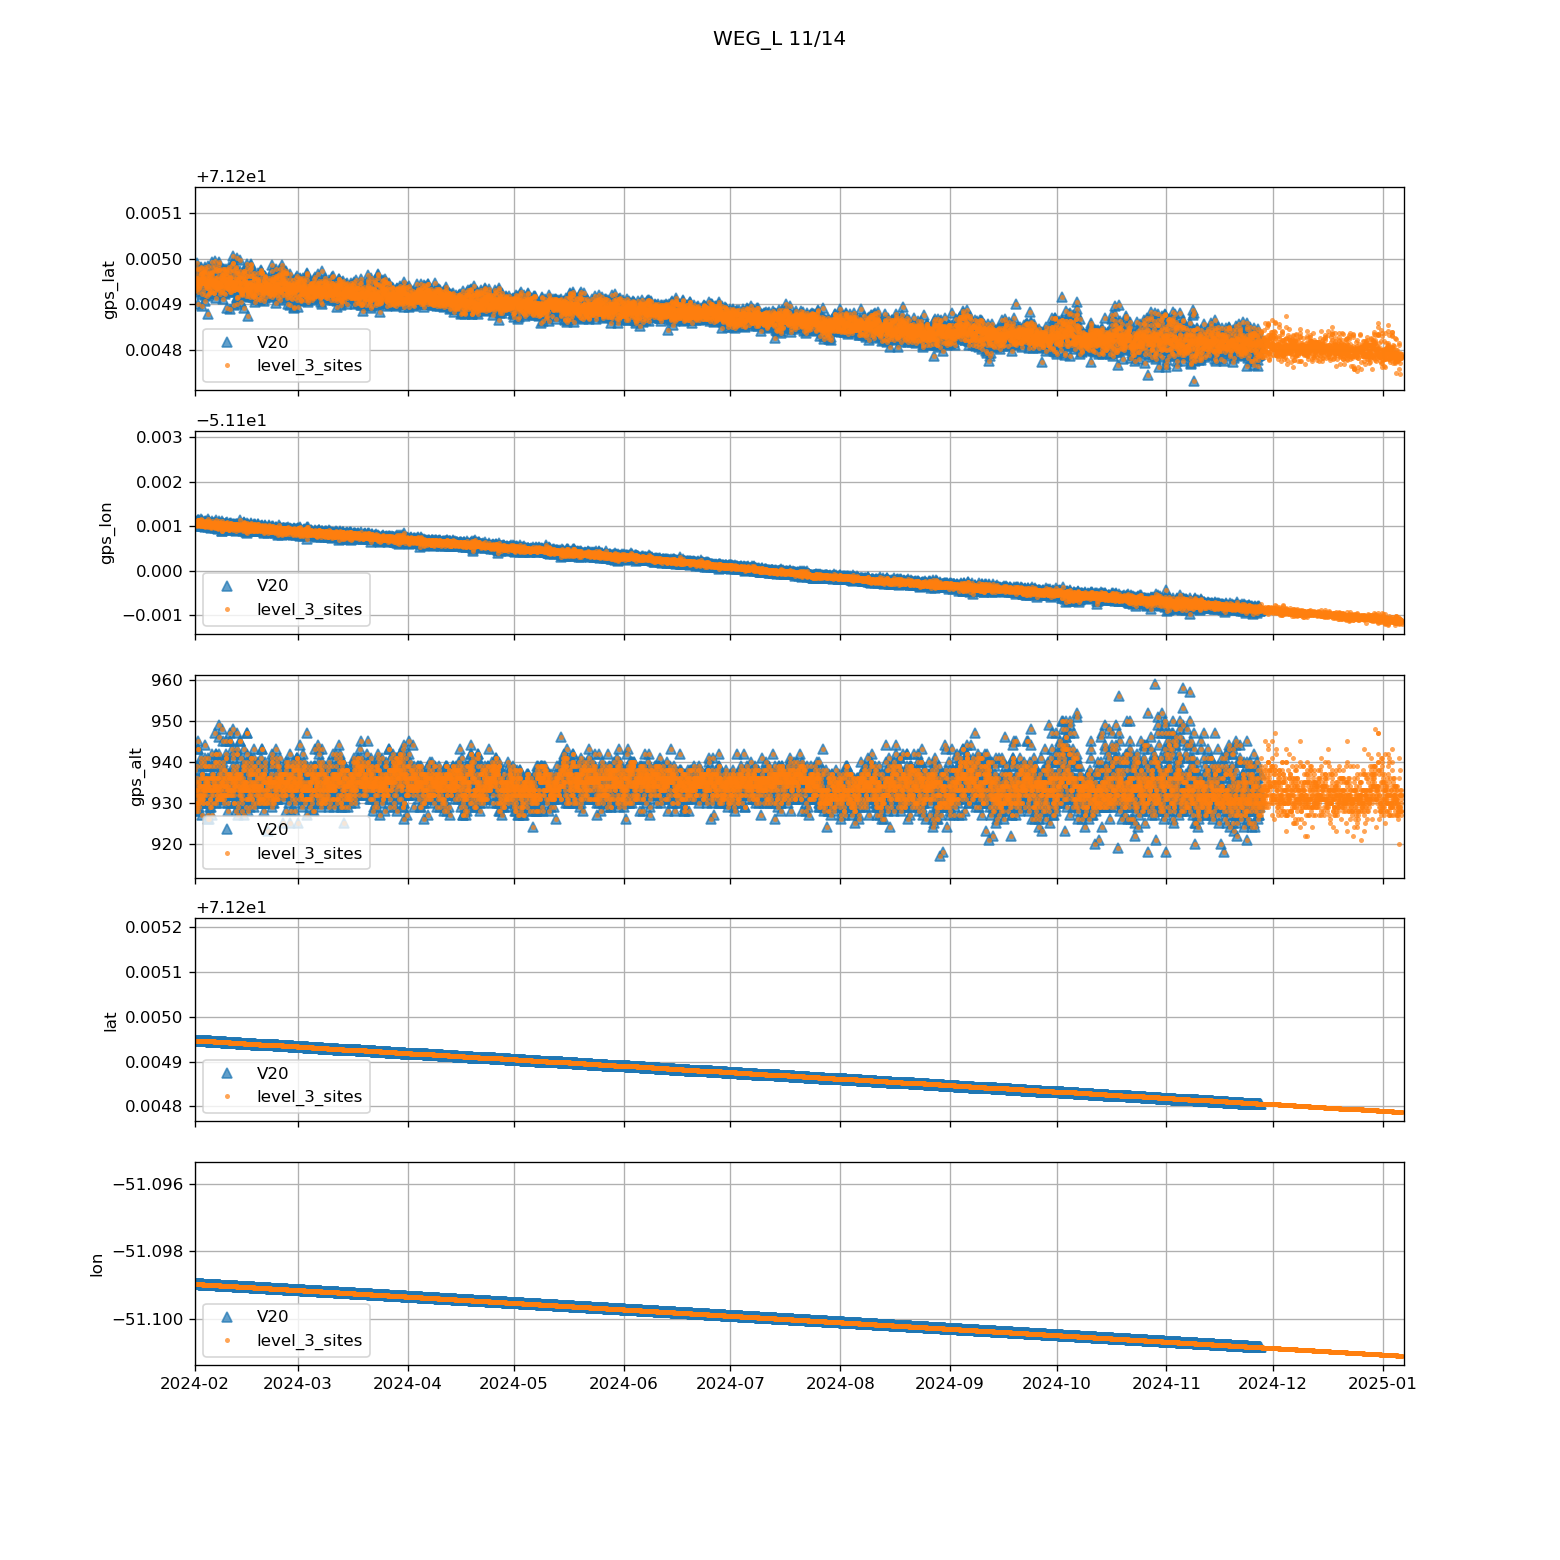 WEG_L 11/14
+7.12e1
0.0051
0.0050
0.0049
0.0048
gps_lat
V20
level_3_sites
−5.11e1
0.003
0.002
0.001
0.000
−0.001
gps_lon
V20
level_3_sites
960
950
940
930
920
gps_alt
V20
level_3_sites
+7.12e1
0.0052
0.0051
0.0050
0.0049
0.0048
lat
V20
level_3_sites
−51.096
−51.098
−51.100
lon
V20
level_3_sites
2024-02 2024-03 2024-04 2024-05 2024-06 2024-07 2024-08 2024-09 2024-10 2024-11 2024-12 2025-01